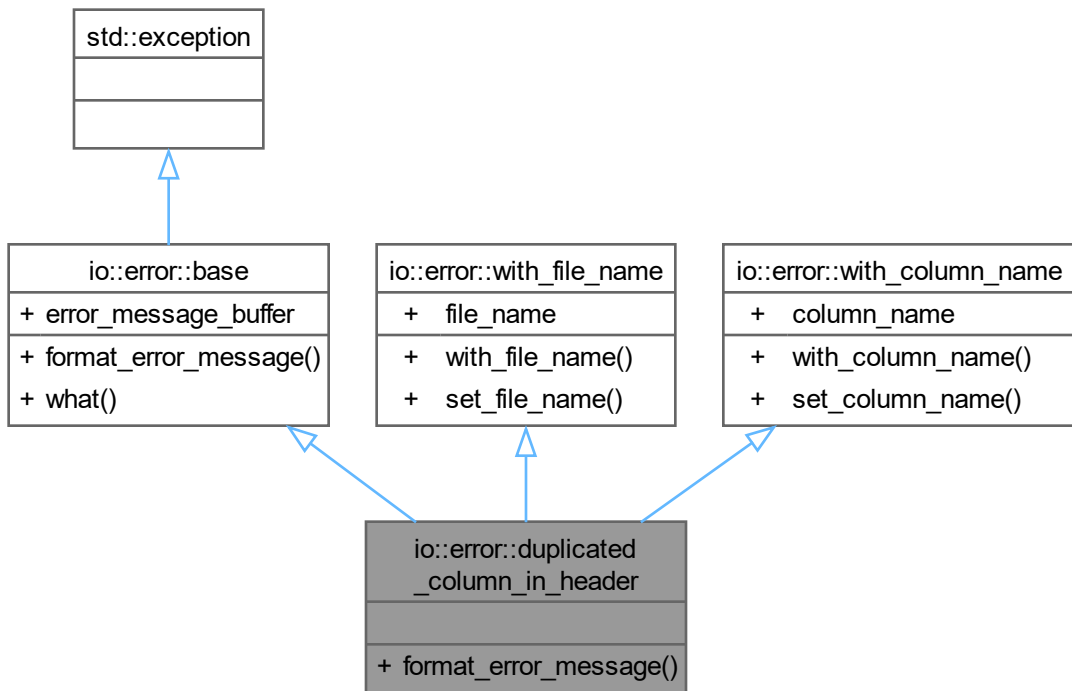 std::exception
io::error::base
+ error_message_buffer
+ format_error_message()
+ what()
io::error::with_file_name
+ file_name
+ with_file_name()
+ set_file_name()
io::error::with_column_name
+ column_name
+ with_column_name()
+ set_column_name()
io::error::duplicated
_column_in_header
+ format_error_message()